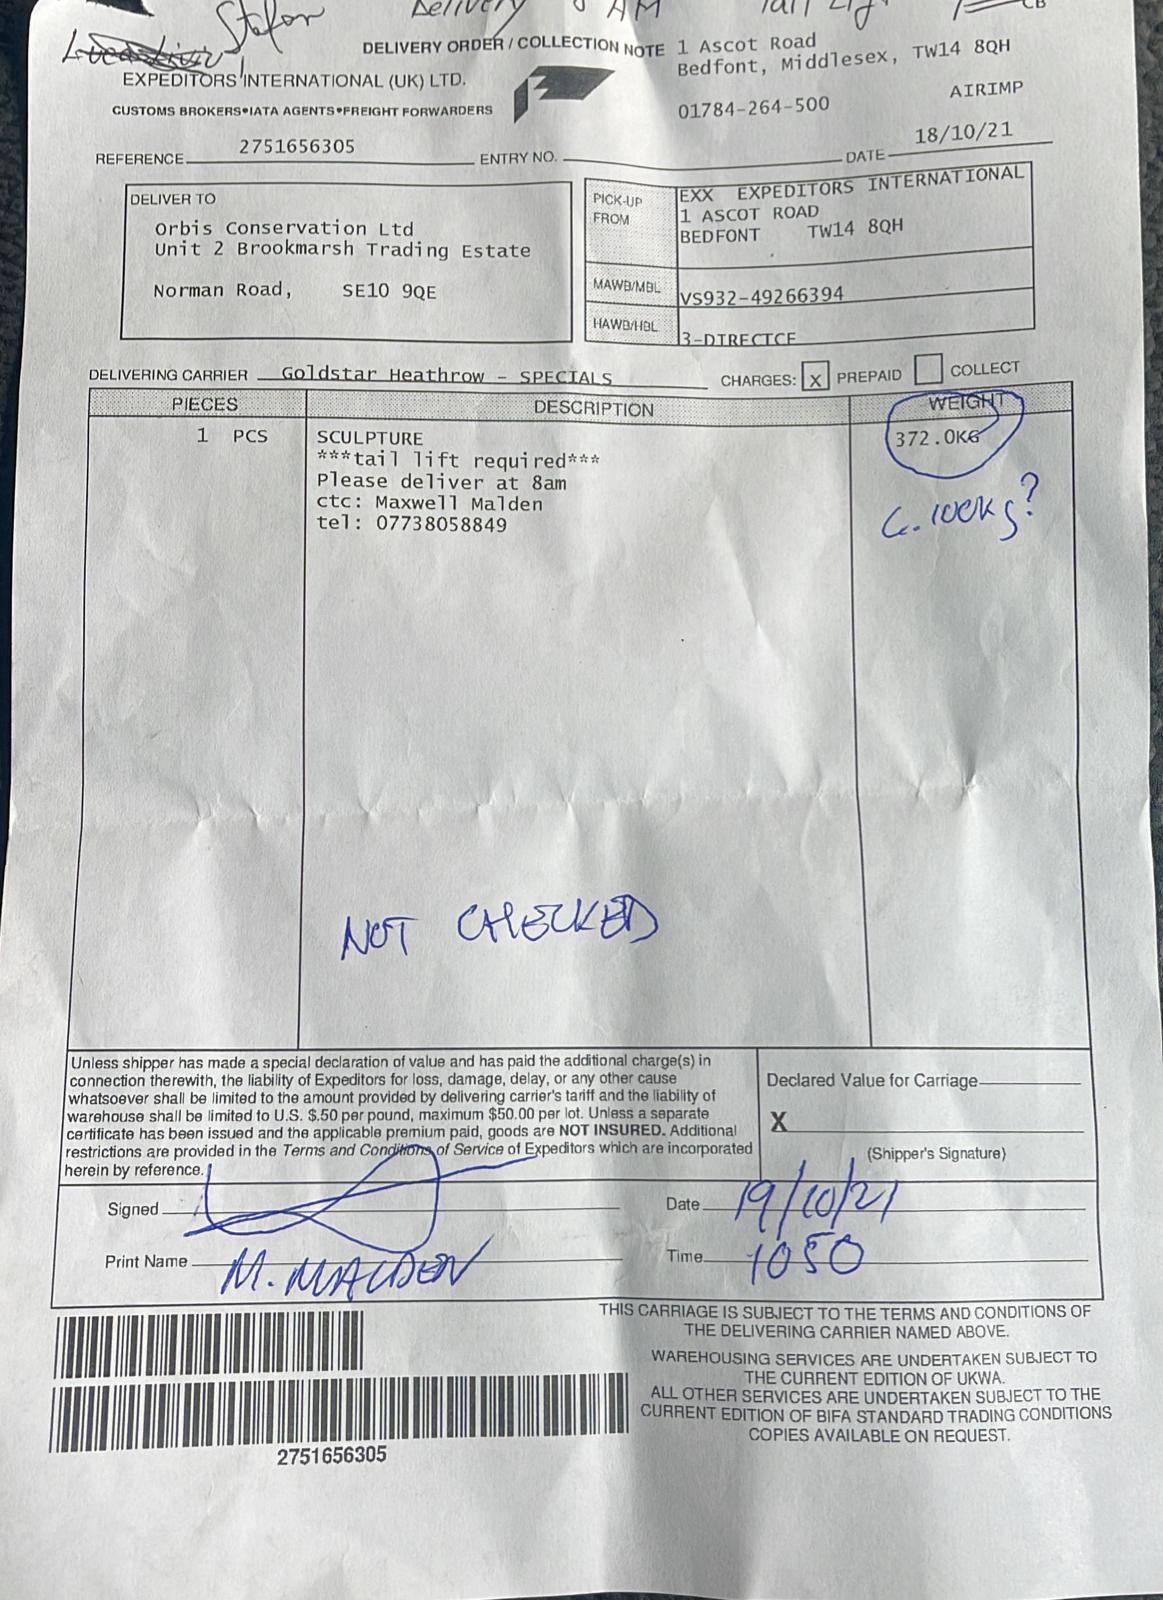 Stefan Delivery 8 AM Tail Lift
CB
DELIVERY ORDER / COLLECTION NOTE
1 Ascot Road
Bedfont, Middlesex, TW14 8QH
EXPEDITORS INTERNATIONAL (UK) LTD.
CUSTOMS BROKERS•IATA AGENTS•FREIGHT FORWARDERS
01784-264-500
AIRIMP
REFERENCE 2751656305
ENTRY NO.
DATE 18/10/21
DELIVER TO
Orbis Conservation Ltd
Unit 2 Brookmarsh Trading Estate
Norman Road, SE10 9QE
PICK-UP
FROM
EXX EXPEDITORS INTERNATIONAL
1 ASCOT ROAD
BEDFONT TW14 8QH
MAWB/MBL
VS932-49266394
HAWB/HBL
3-DIRECTCE
DELIVERING CARRIER Goldstar Heathrow - SPECIALS
CHARGES: X PREPAID COLLECT
PIECES DESCRIPTION WEIGHT
1 PCS SCULPTURE 372.0KG
***tail lift required***
Please deliver at 8am
ctc: Maxwell Malden
tel: 07738058849
C. 100KGS?
NOT CHECKED
Unless shipper has made a special declaration of value and has paid the additional charge(s) in
connection therewith, the liability of Expeditors for loss, damage, delay, or any other cause
whatsoever shall be limited to the amount provided by delivering carrier's tariff and the liability of
warehouse shall be limited to U.S. $.50 per pound, maximum $50.00 per lot. Unless a separate
certificate has been issued and the applicable premium paid, goods are NOT INSURED. Additional
restrictions are provided in the Terms and Conditions of Service of Expeditors which are incorporated
herein by reference.
Declared Value for Carriage
X
(Shipper's Signature)
Signed
Date 19/10/21
Print Name M. MALDEN
Time 1050
THIS CARRIAGE IS SUBJECT TO THE TERMS AND CONDITIONS OF
THE DELIVERING CARRIER NAMED ABOVE.
WAREHOUSING SERVICES ARE UNDERTAKEN SUBJECT TO
THE CURRENT EDITION OF UKWA.
ALL OTHER SERVICES ARE UNDERTAKEN SUBJECT TO THE
CURRENT EDITION OF BIFA STANDARD TRADING CONDITIONS
COPIES AVAILABLE ON REQUEST.
2751656305